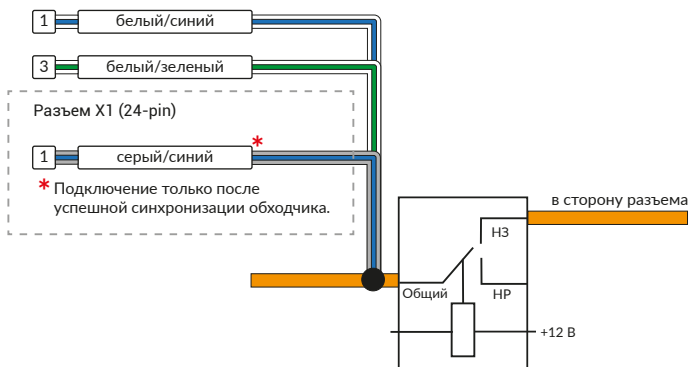 1 белый/синий
3 белый/зеленый
Разъем X1 (24-pin)
1 серый/синий *
* Подключение только после
успешной синхронизации обходчика.
в сторону разъема
НЗ
Общий
НР
+12 В